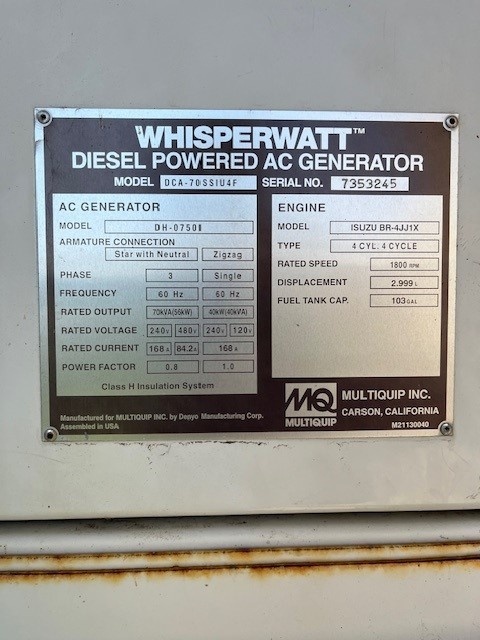 WHISPERWATT™
DIESEL POWERED AC GENERATOR
MODEL DCA-70SSIU4F SERIAL NO. 7353245
AC GENERATOR
MODEL DH-0750II
ARMATURE CONNECTION
Star with Neutral Zigzag
PHASE 3 Single
FREQUENCY 60 Hz 60 Hz
RATED OUTPUT 70kVA(56kW) 40kW(40kVA)
RATED VOLTAGE 240V 480V 240V 120V
RATED CURRENT 168A 84.2A 168A
POWER FACTOR 0.8 1.0
Class H Insulation System
ENGINE
MODEL ISUZU BR-4JJ1X
TYPE 4 CYL. 4 CYCLE
RATED SPEED 1800 RPM
DISPLACEMENT 2.999 L
FUEL TANK CAP. 103 GAL
Manufactured for MULTIQUIP INC. by Depyo Manufacturing Corp.
Assembled in USA
MQ
MULTIQUIP
MULTIQUIP INC.
CARSON, CALIFORNIA
M21130040